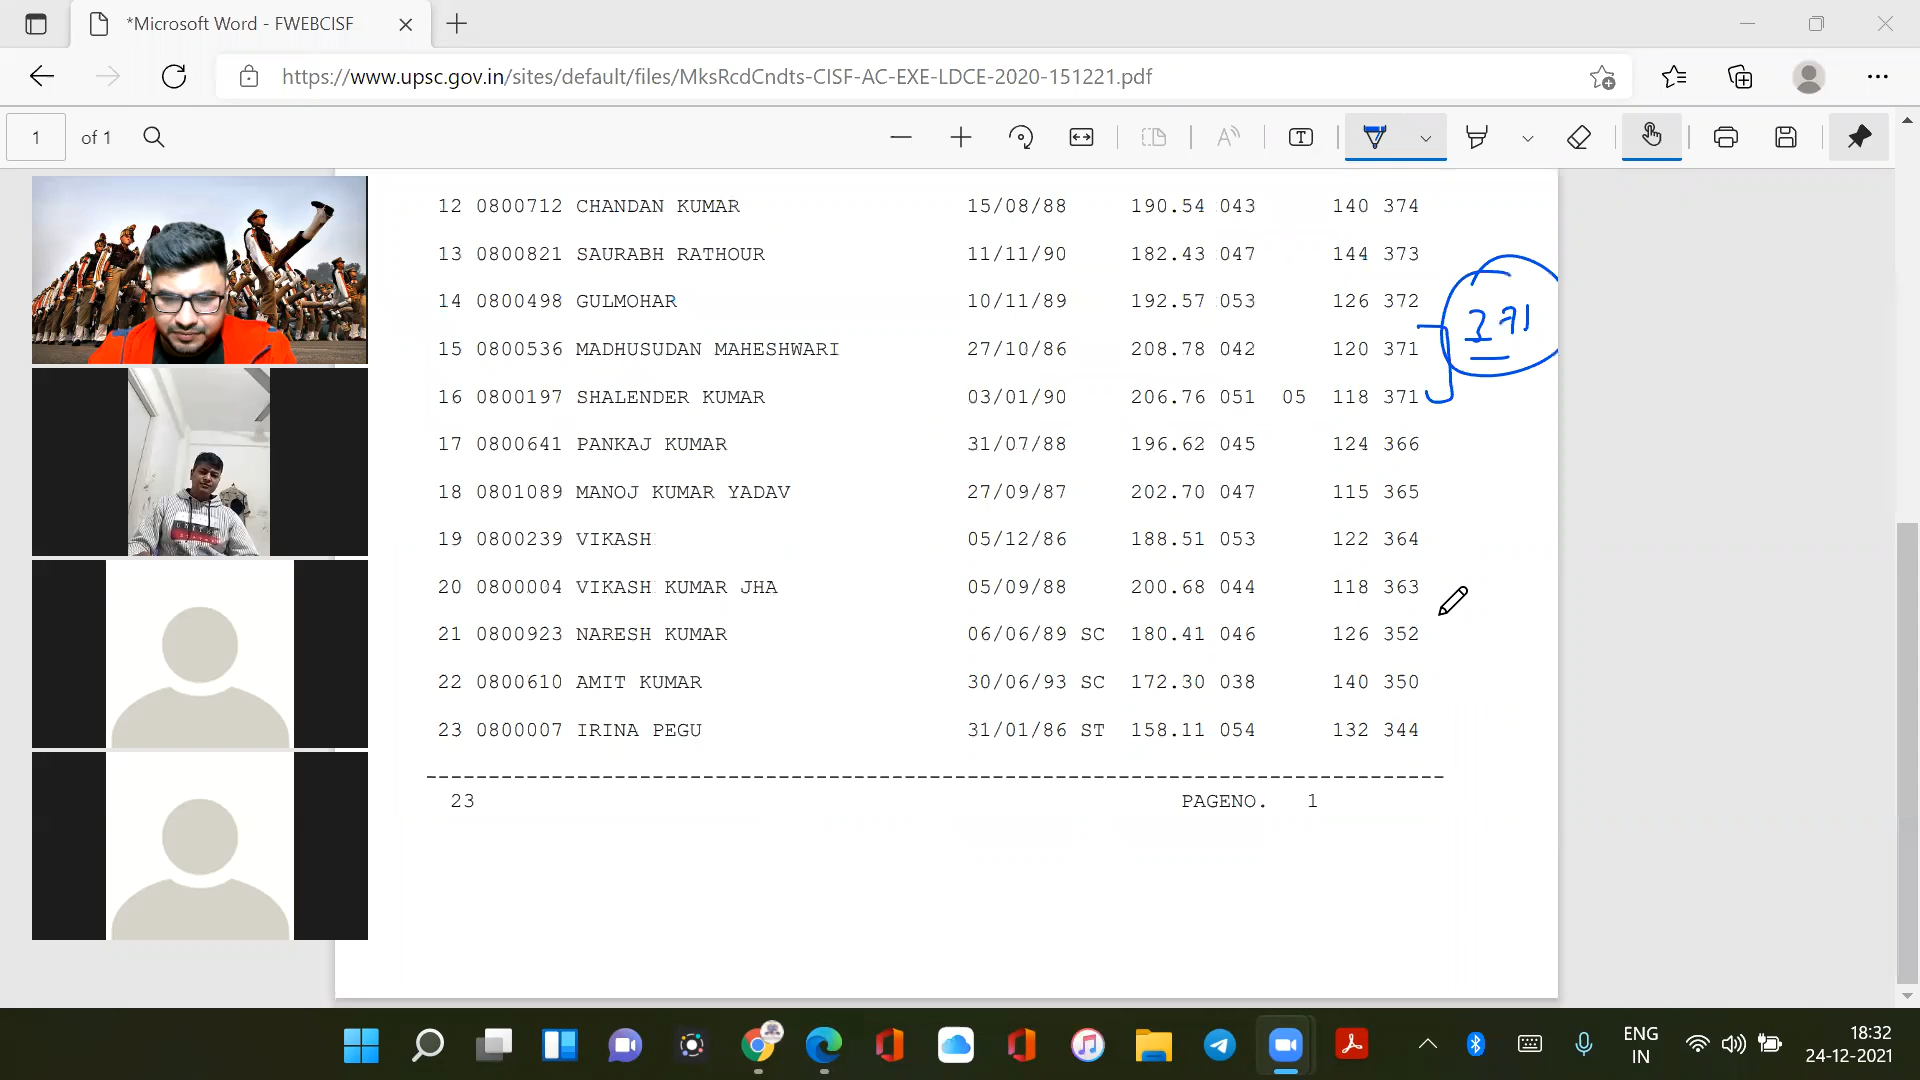 *Microsoft Word - FWEBCISF
https://www.upsc.gov.in/sites/default/files/MksRcdCndts-CISF-AC-EXE-LDCE-2020-151221.pdf
1 of 1
12 0800712 CHANDAN KUMAR 15/08/88 190.54 043 140 374
13 0800821 SAURABH RATHOUR 11/11/90 182.43 047 144 373
14 0800498 GULMOHAR 10/11/89 192.57 053 126 372
371
15 0800536 MADHUSUDAN MAHESHWARI 27/10/86 208.78 042 120 371
16 0800197 SHALENDER KUMAR 03/01/90 206.76 051 05 118 371
17 0800641 PANKAJ KUMAR 31/07/88 196.62 045 124 366
18 0801089 MANOJ KUMAR YADAV 27/09/87 202.70 047 115 365
19 0800239 VIKASH 05/12/86 188.51 053 122 364
20 0800004 VIKASH KUMAR JHA 05/09/88 200.68 044 118 363
21 0800923 NARESH KUMAR 06/06/89 SC 180.41 046 126 352
22 0800610 AMIT KUMAR 30/06/93 SC 172.30 038 140 350
23 0800007 IRINA PEGU 31/01/86 ST 158.11 054 132 344
23 PAGENO. 1
ENG
IN
18:32
24-12-2021